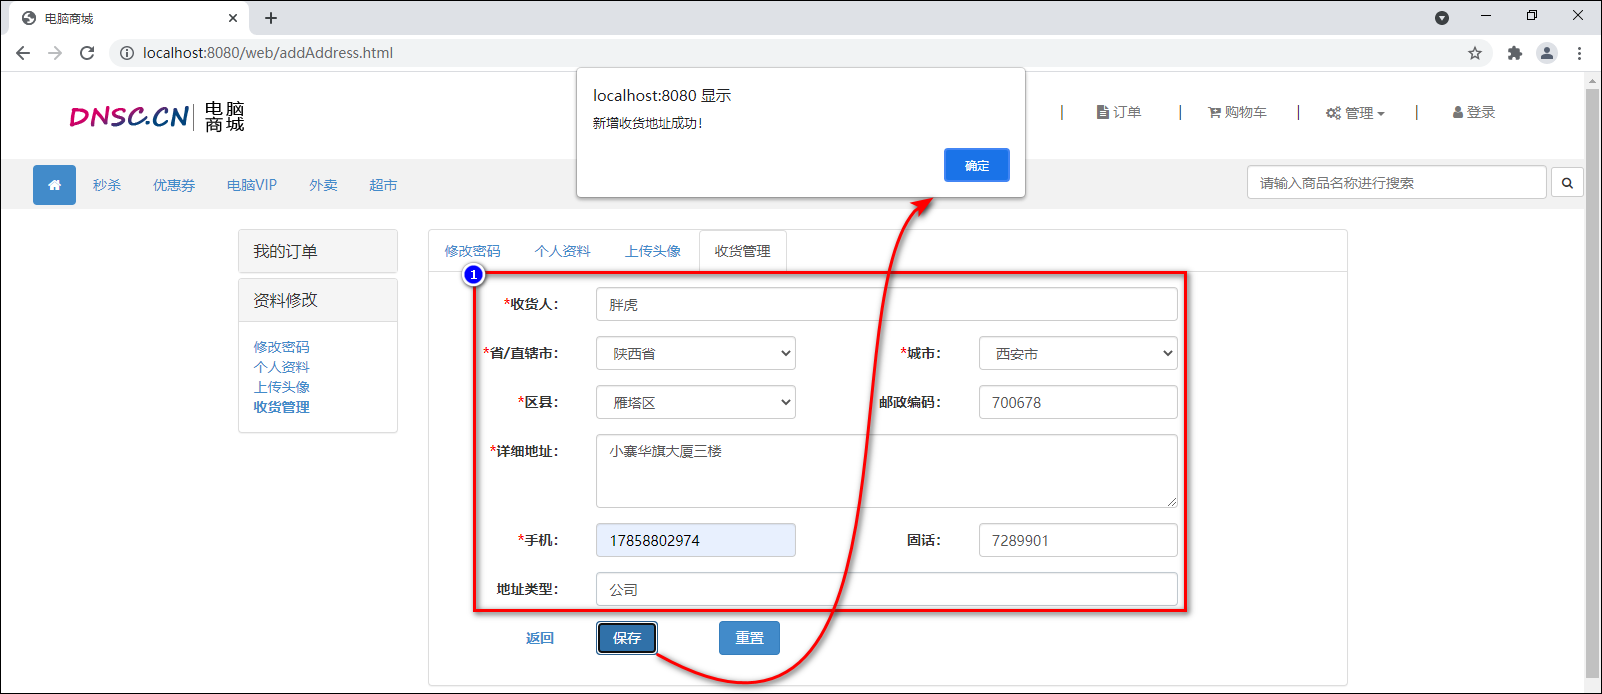 电脑商城
localhost:8080/web/addAddress.html
localhost:8080 显示
新增收货地址成功!
确定
DNSC.CN 电脑商城
订单 购物车 管理 登录
秒杀 优惠券 电脑VIP 外卖 超市
请输入商品名称进行搜索
我的订单
资料修改
修改密码
个人资料
上传头像
收货管理
修改密码 个人资料 上传头像 收货管理
1
*收货人: 胖虎
*省/直辖市: 陕西省 *城市: 西安市
*区县: 雁塔区 邮政编码: 700678
*详细地址: 小寨华旗大厦三楼
*手机: 17858802974 固话: 7289901
地址类型: 公司
返回 保存 重置